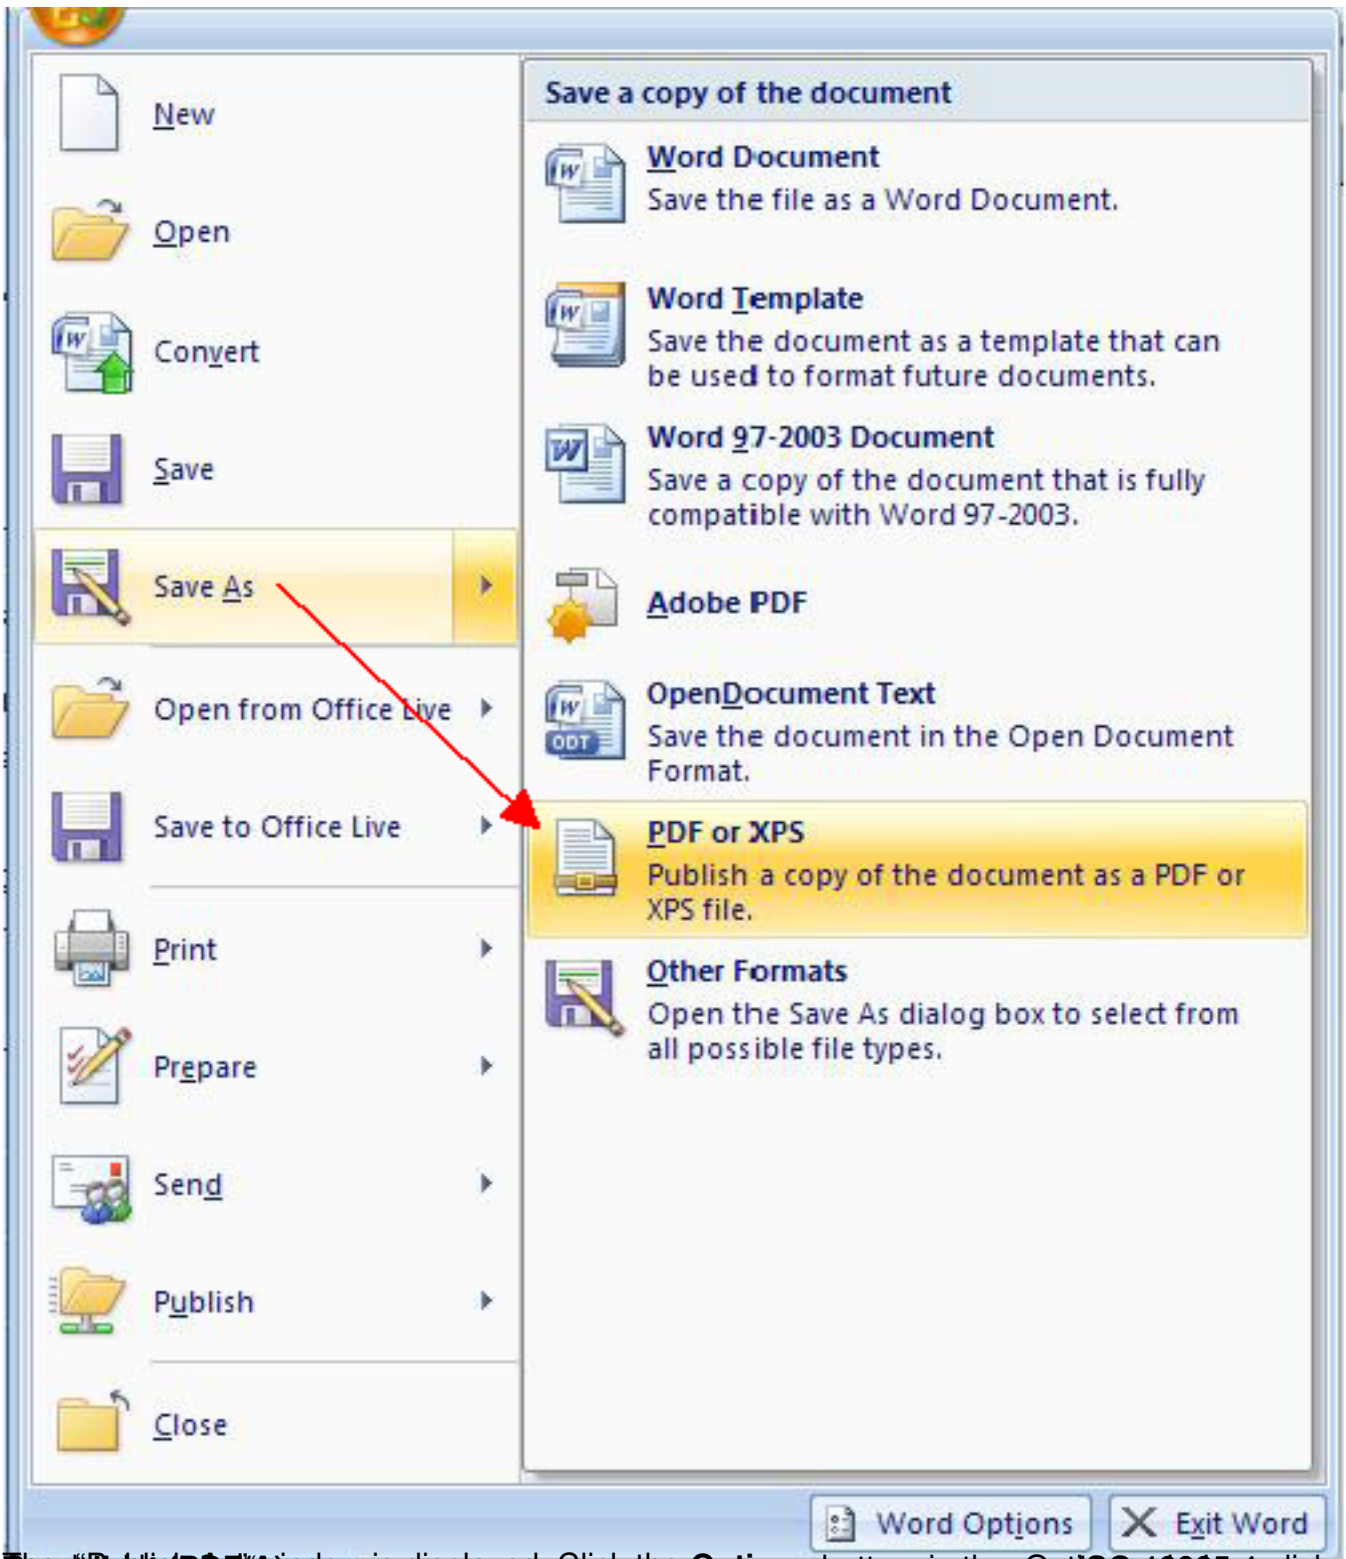 New
Open
Convert
Save
Save As
Open from Office Live
Save to Office Live
Print
Prepare
Send
Publish
Close
Save a copy of the document
Word Document
Save the file as a Word Document.
Word Template
Save the document as a template that can
be used to format future documents.
Word 97-2003 Document
Save a copy of the document that is fully
compatible with Word 97-2003.
Adobe PDF
OpenDocument Text
ODT
Save the document in the Open Document
Format.
PDF or XPS
Publish a copy of the document as a PDF or
XPS file.
Other Formats
Open the Save As dialog box to select from
all possible file types.
Word Options
Exit Word
is displayed. Click the